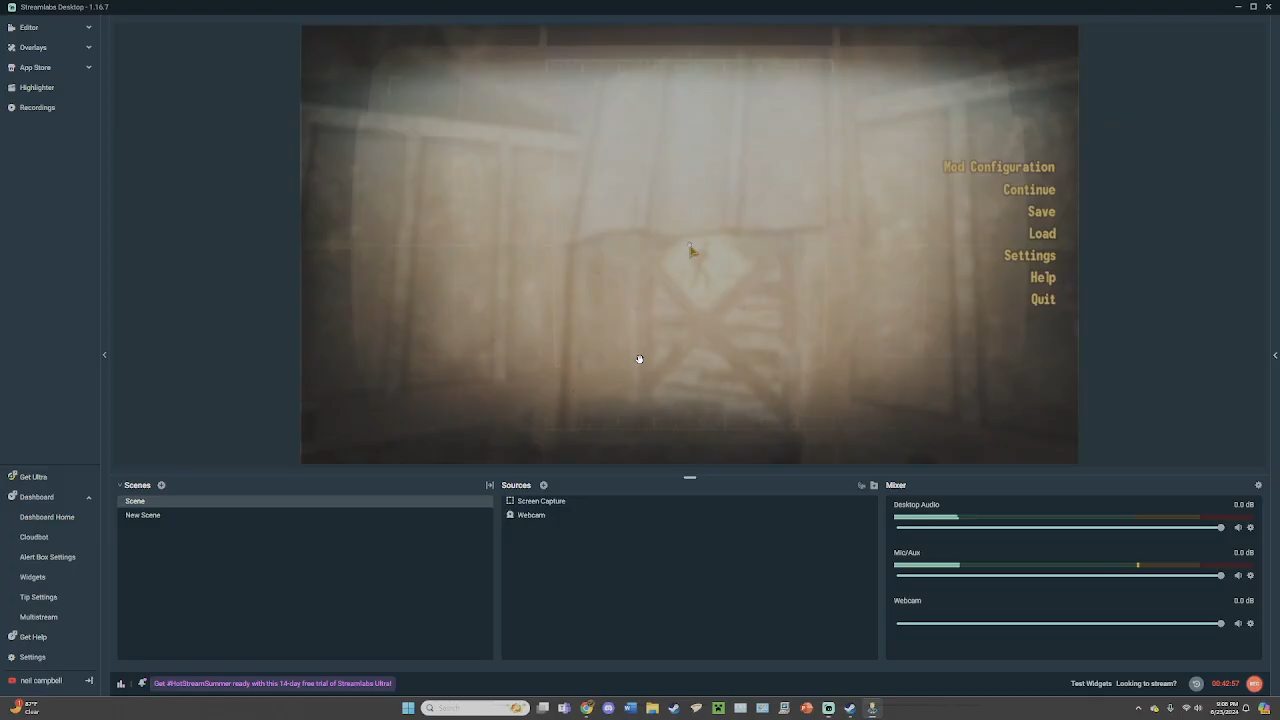 Streamlabs Desktop - 1.16.7
Editor
Overlays
App Store
Highlighter
Recordings
Mod Configuration
Continue
Save
Load
Settings
Help
Quit
Get Ultra
Dashboard
Dashboard Home
Cloudbot
Alert Box Settings
Widgets
Tip Settings
Multistream
Get Help
Settings
neil campbell
Scenes
Scene
New Scene
Sources
Screen Capture
Webcam
Mixer
Desktop Audio 0.0 dB
Mic/Aux 0.0 dB
Webcam 0.0 dB
Get #HotStreamSummer ready with this 14-day free trial of Streamlabs Ultra!
Test Widgets Looking to stream? 00:42:57 REC
Search